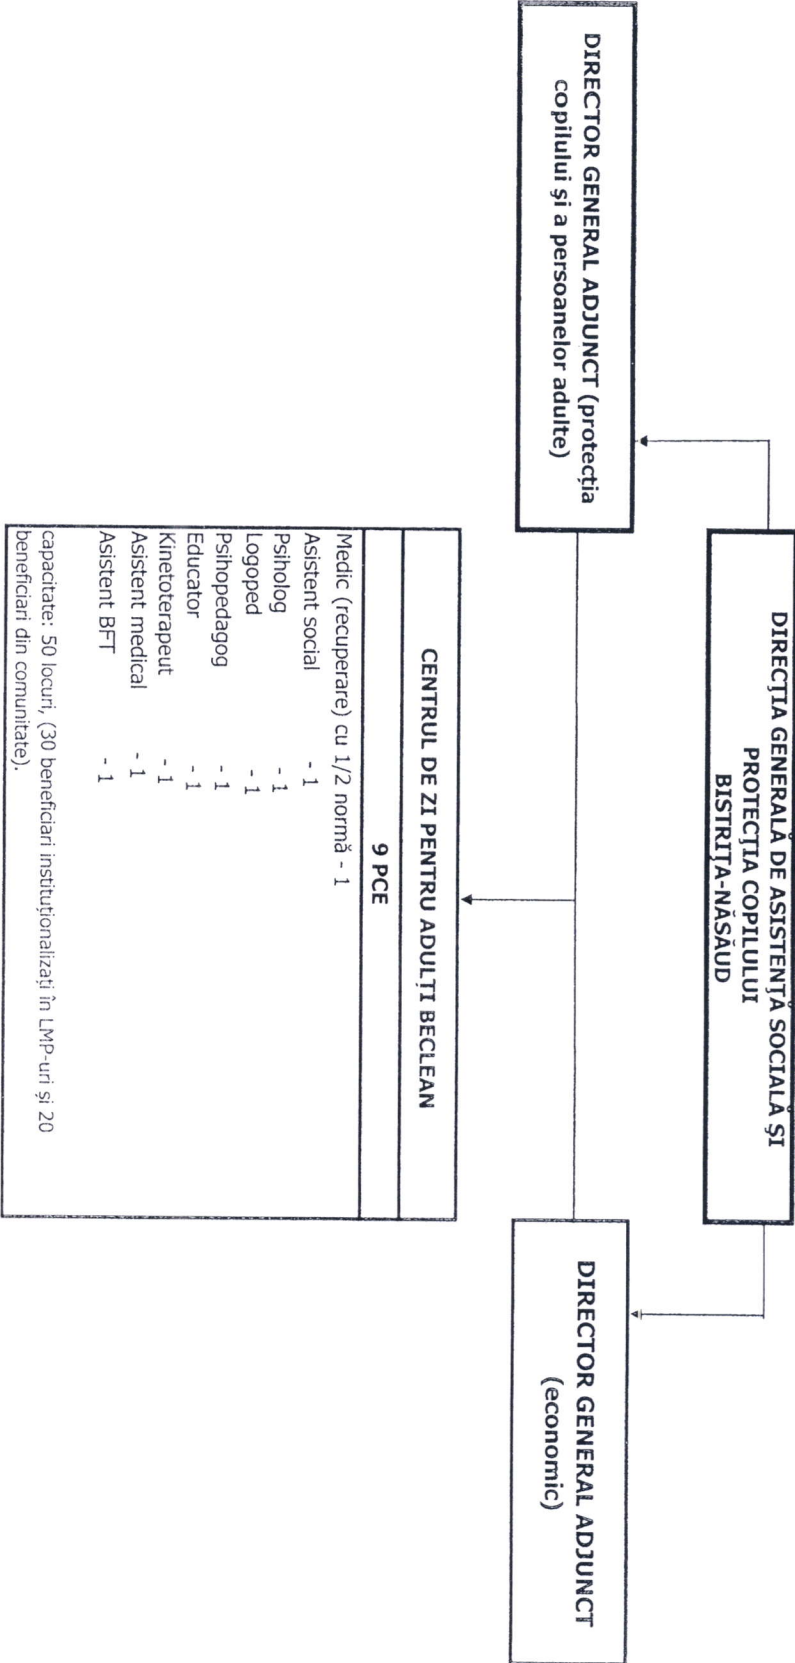 DIRECȚIA GENERALĂ DE ASISTENȚĂ SOCIALĂ ȘI
PROTECȚIA COPILULUI
BISTRIȚA-NĂSĂUD
DIRECTOR GENERAL ADJUNCT (protecția
copilului și a persoanelor adulte)
DIRECTOR GENERAL ADJUNCT
(economic)
CENTRUL DE ZI PENTRU ADULȚI BECLEAN
9 PCE
Medic (recuperare) cu 1/2 normă - 1
Asistent social - 1
Psiholog - 1
Logoped - 1
Psihopedagog - 1
Educator - 1
Kinetoterapeut - 1
Asistent medical - 1
Asistent BFT - 1
capacitate: 50 locuri, (30 beneficiari instituționalizați în LMP-uri și 20
beneficiari din comunitate).